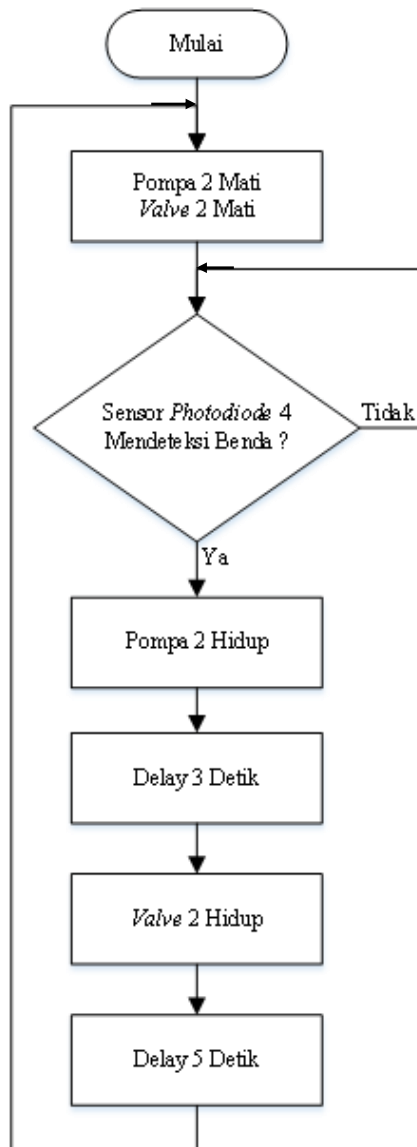 Mulai
Pompa 2 Mati
Valve 2 Mati
Sensor Photodiode 4
Mendeteksi Benda ?
Tidak
Ya
Pompa 2 Hidup
Delay 3 Detik
Valve 2 Hidup
Delay 5 Detik